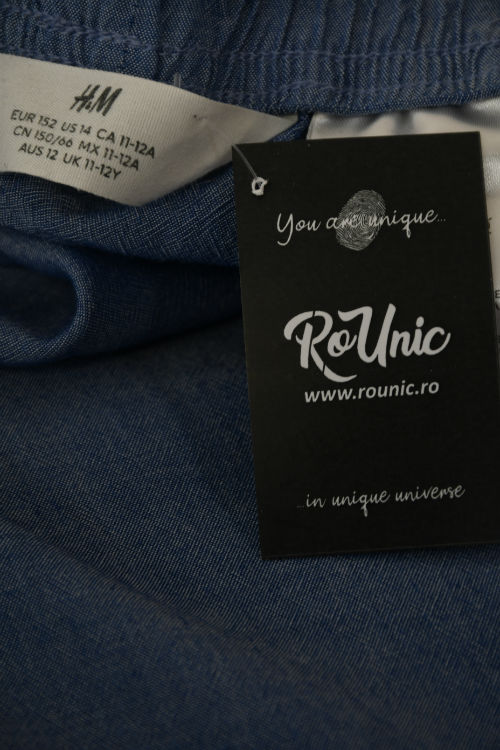 H&M
EUR 152 US 14 CA 11-12A
CN 150/66 MX 11-12A
AUS 12 UK 11-12Y
You are unique...
RoUnic
www.rounic.ro
...in unique universe